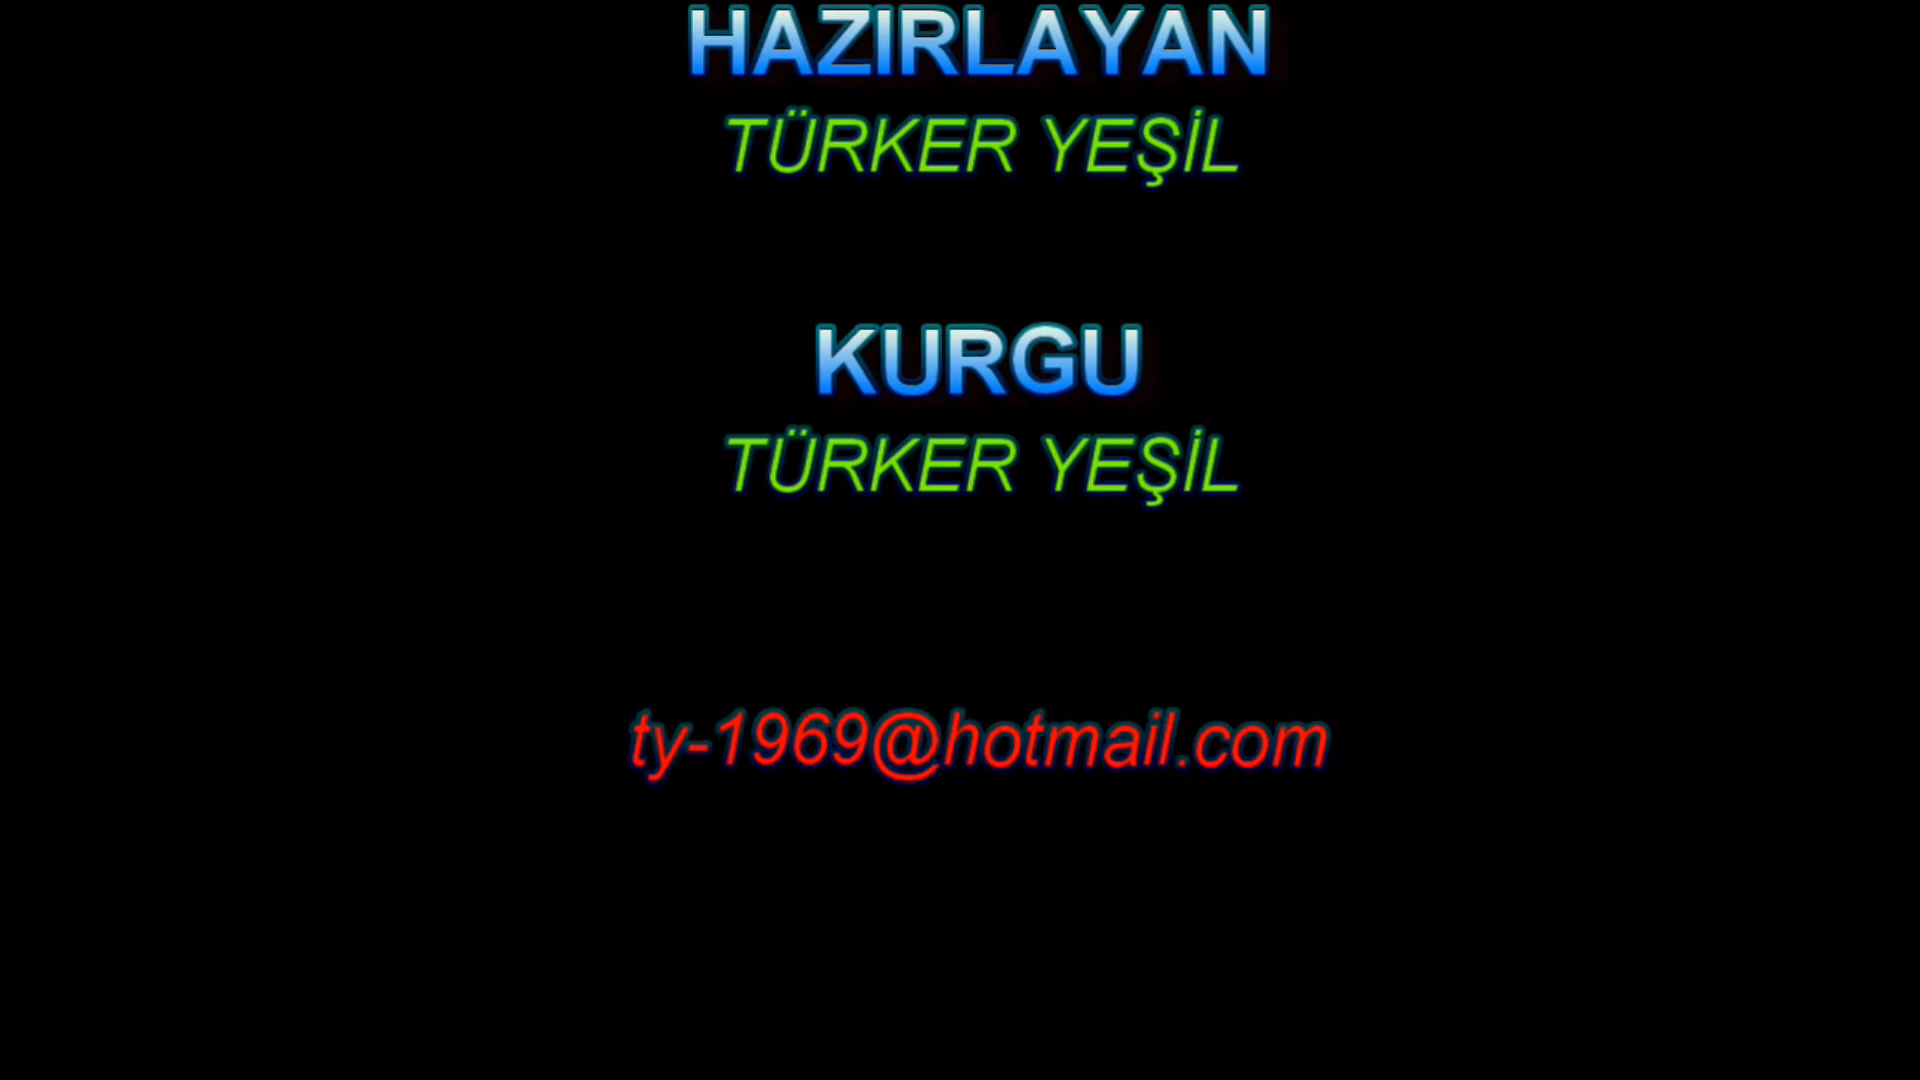 HAZIRLAYAN
TÜRKER YEŞİL
KURGU
TÜRKER YEŞİL
ty-1969@hotmail.com